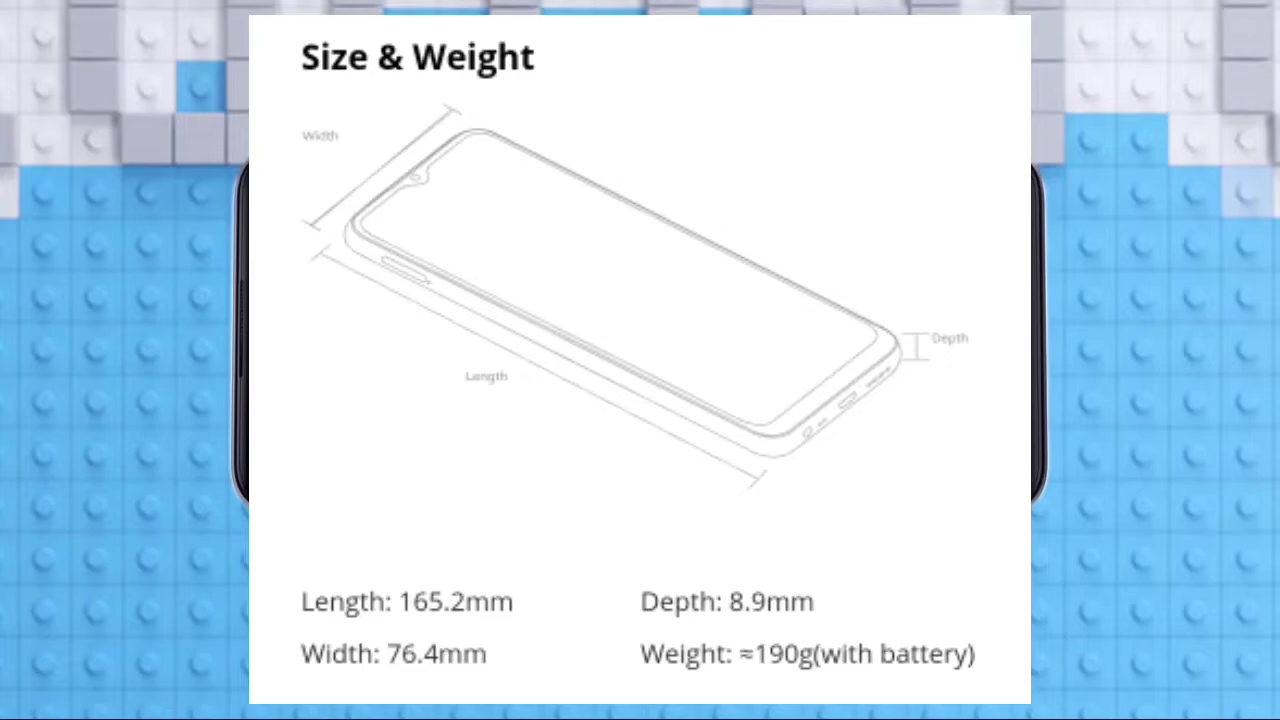 Size & Weight
Width
Depth
Length
Length: 165.2mm
Depth: 8.9mm
Width: 76.4mm
Weight: ≈190g(with battery)